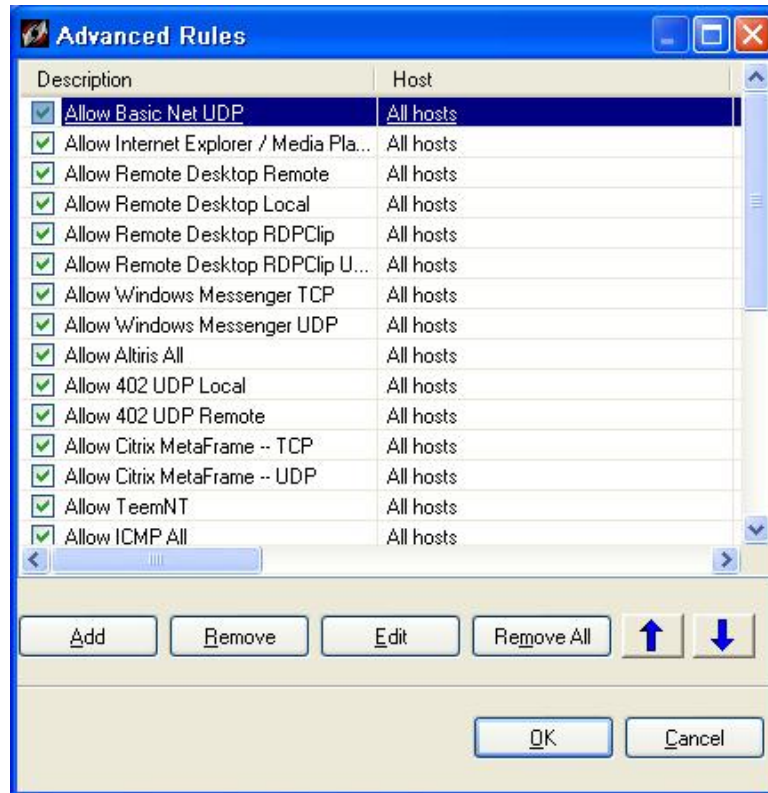 Advanced Rules
Description Host
Allow Basic Net UDP All hosts
Allow Internet Explorer / Media Pla... All hosts
Allow Remote Desktop Remote All hosts
Allow Remote Desktop Local All hosts
Allow Remote Desktop RDPClip All hosts
Allow Remote Desktop RDPClip U... All hosts
Allow Windows Messenger TCP All hosts
Allow Windows Messenger UDP All hosts
Allow Altiris All All hosts
Allow 402 UDP Local All hosts
Allow 402 UDP Remote All hosts
Allow Citrix MetaFrame -- TCP All hosts
Allow Citrix MetaFrame -- UDP All hosts
Allow TeemNT All hosts
Allow ICMP All All hosts
Add Remove Edit Remove All
OK Cancel